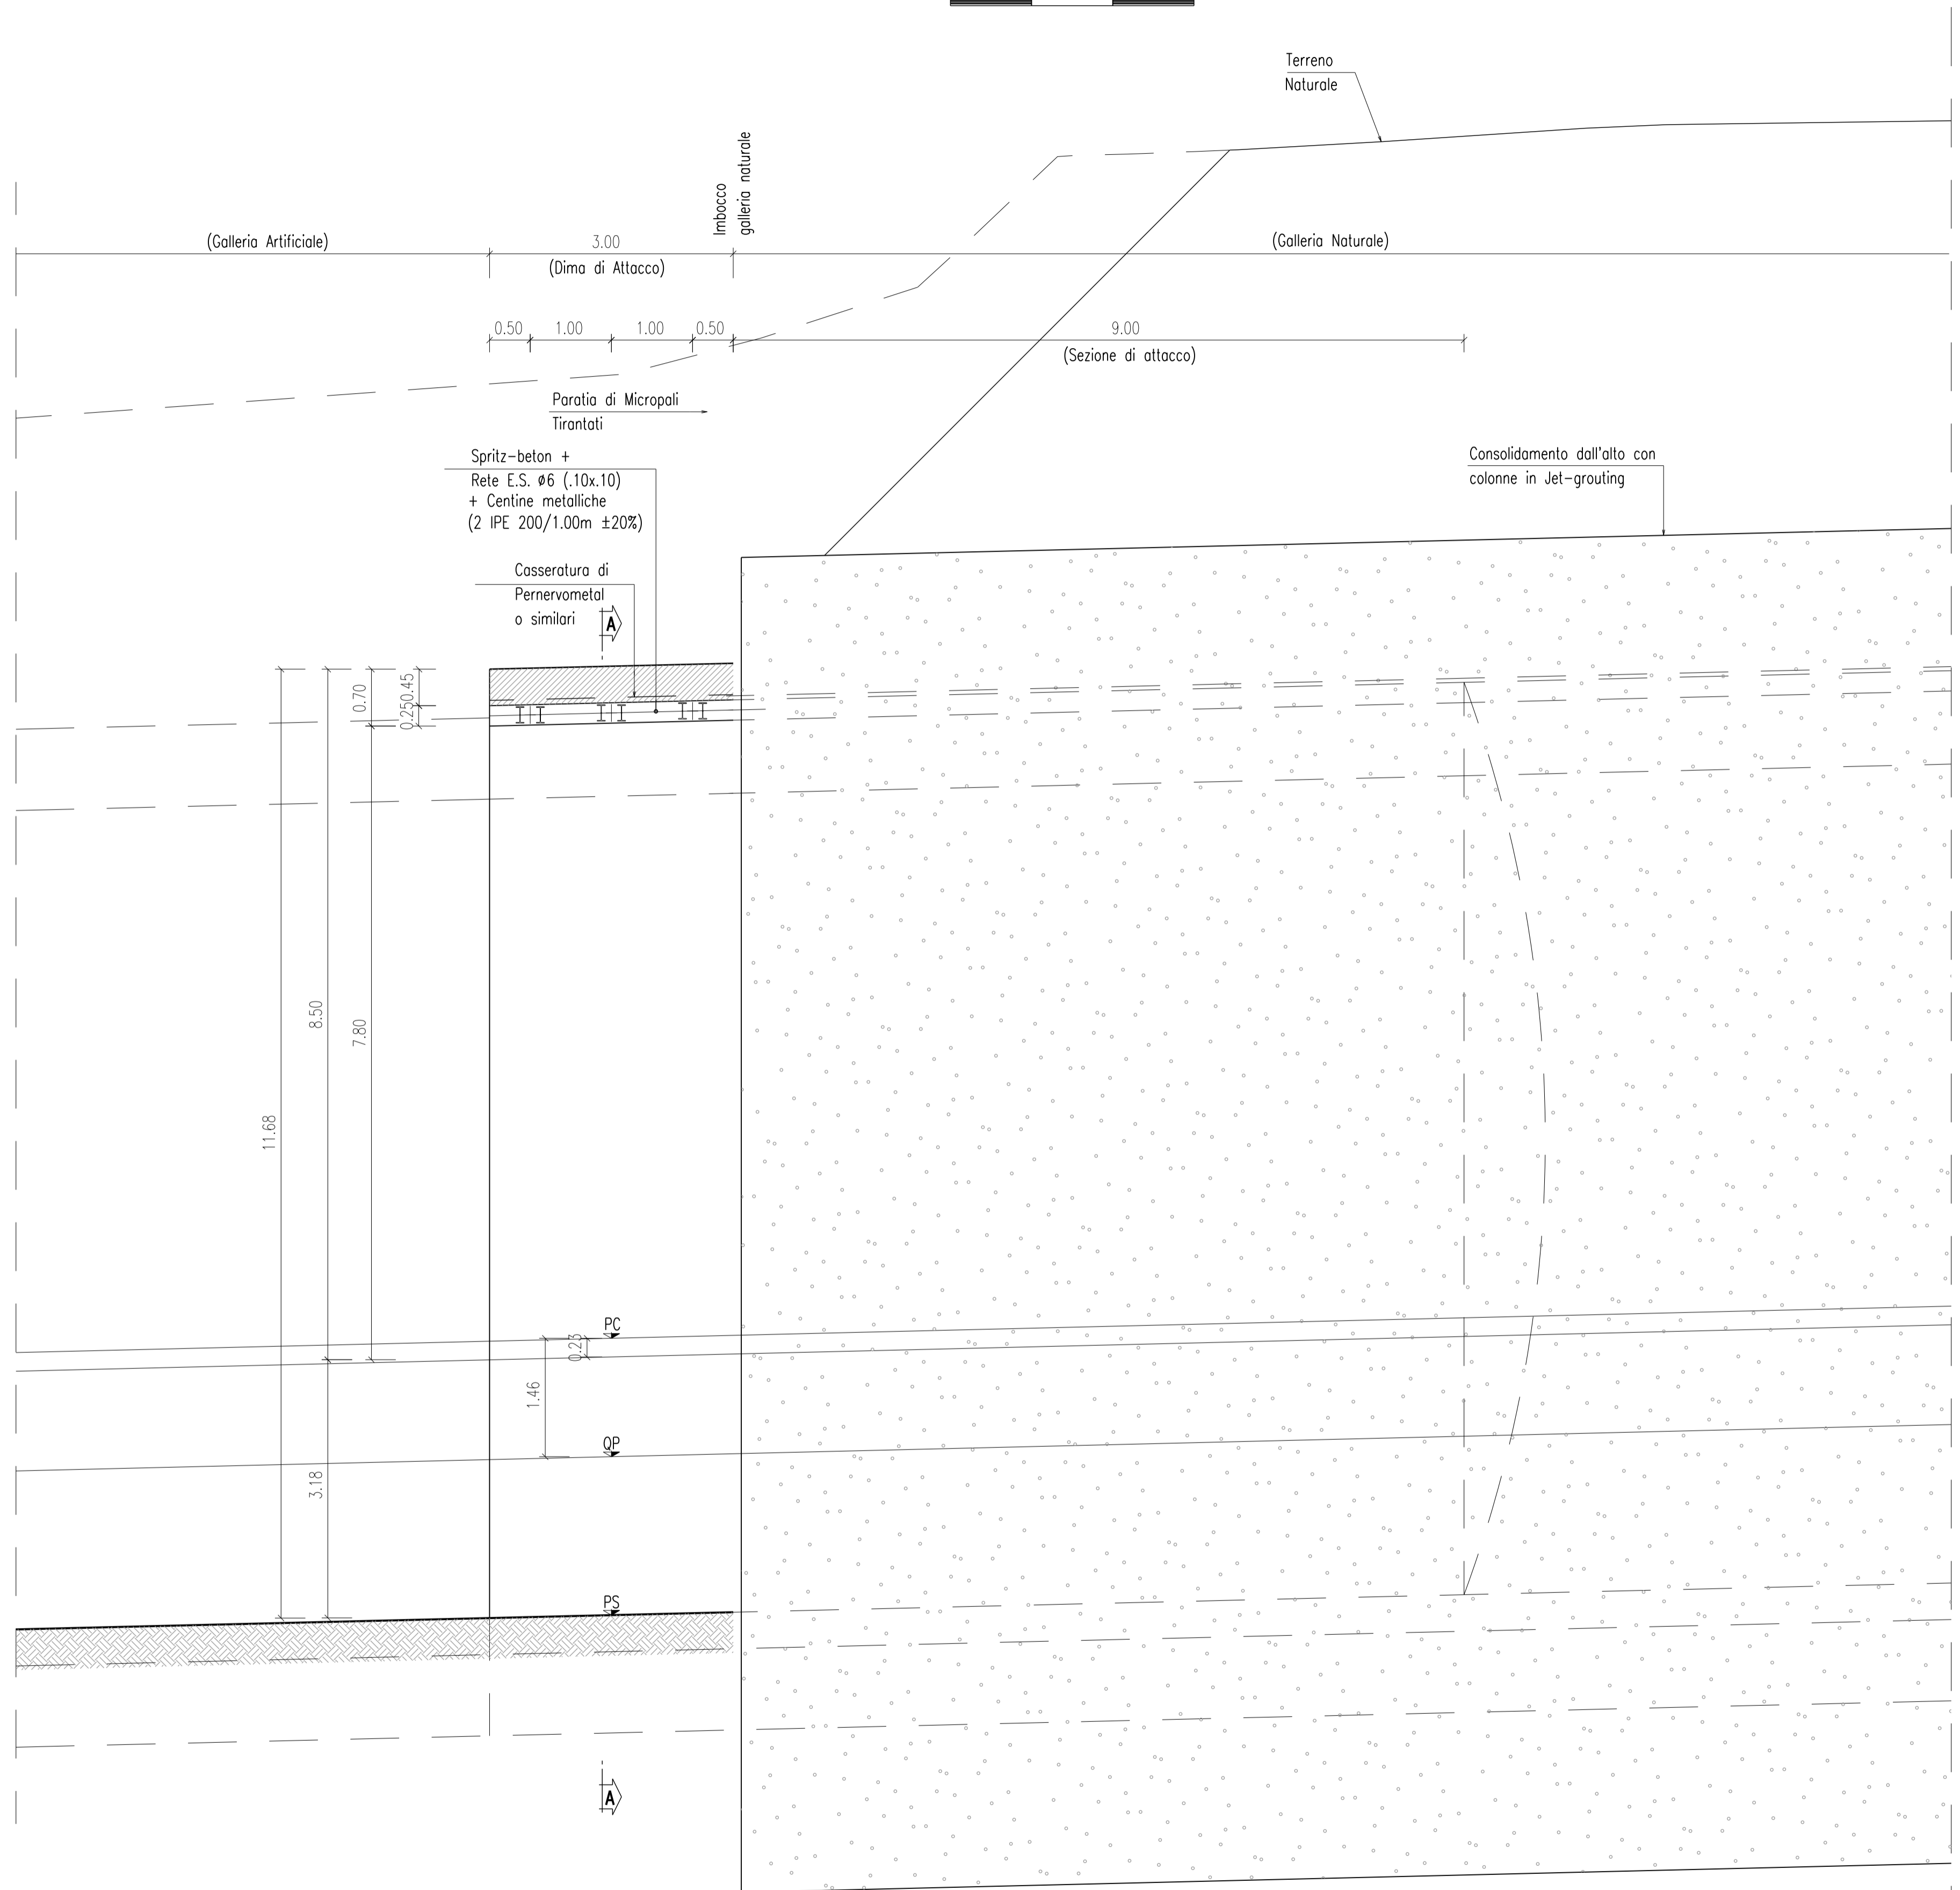 Terreno
Naturale
Imbocco
galleria naturale
(Galleria Artificiale)
3.00
(Dima di Attacco)
(Galleria Naturale)
0.50
1.00
1.00
0.50
9.00
(Sezione di attacco)
Paratia di Micropali
Tirantati
Spritz-beton +
Rete E.S. ø6 (.10x.10)
+ Centine metalliche
(2 IPE 200/1.00m ±20%)
Consolidamento dall'alto con
colonne in Jet-grouting
Casseratura di
Pernervometal
o similari
A
0.70
0.45
0.25
8.50
7.80
11.68
PC
0.23
1.46
QP
3.18
PS
A